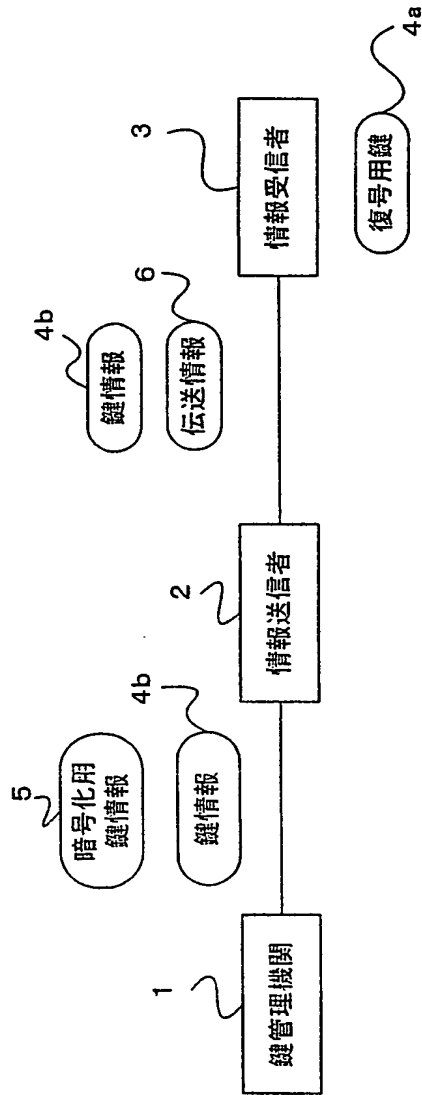 1
鍵管理機関
5
暗号化用
鍵情報
4b
鍵情報
2
情報送信者
4b
鍵情報
6
伝送情報
3
情報受信者
4a
復号用鍵